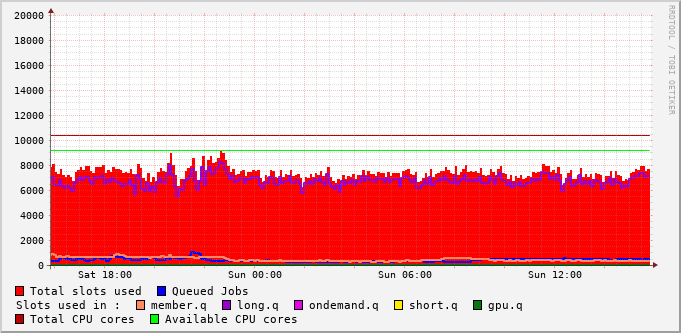 RRDTOOL / TOBI OETIKER
20000
18000
16000
14000
12000
10000
8000
6000
4000
2000
0
Sat 18:00 Sun 00:00 Sun 06:00 Sun 12:00
Total slots used Queued Jobs
Slots used in : member.q long.q ondemand.q short.q gpu.q
Total CPU cores Available CPU cores